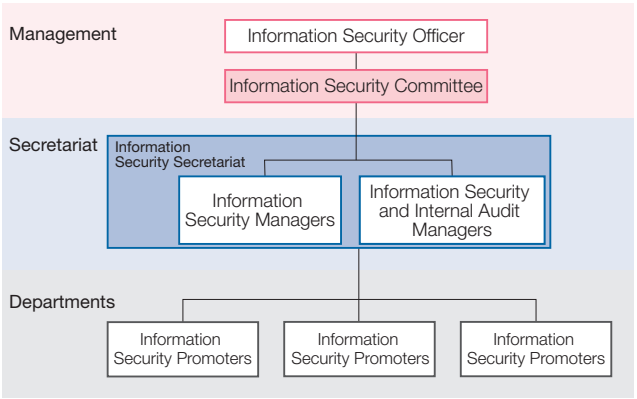 Management
Information Security Officer
Information Security Committee
Secretariat
Information
Security Secretariat
Information
Security Managers
Information Security
and Internal Audit
Managers
Departments
Information
Security Promoters
Information
Security Promoters
Information
Security Promoters